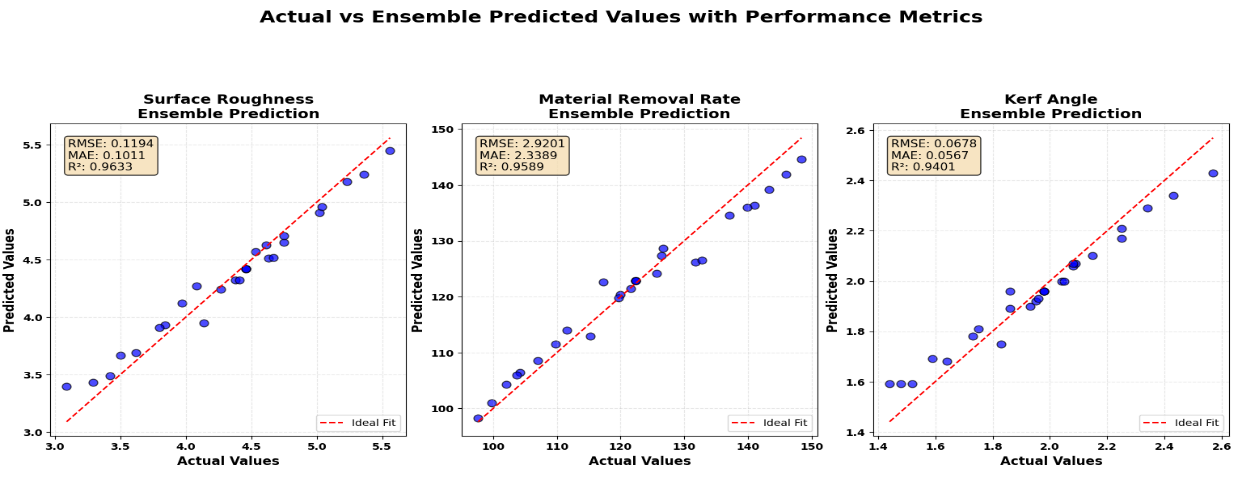 Actual vs Ensemble Predicted Values with Performance Metrics
Surface Roughness
Ensemble Prediction
RMSE: 0.1194
MAE: 0.1011
R²: 0.9633
Predicted Values
5.5
5.0
4.5
4.0
3.5
3.0
Ideal Fit
3.0 3.5 4.0 4.5 5.0 5.5
Actual Values
Material Removal Rate
Ensemble Prediction
RMSE: 2.9201
MAE: 2.3389
R²: 0.9589
Predicted Values
150
140
130
120
110
100
Ideal Fit
100 110 120 130 140 150
Actual Values
Kerf Angle
Ensemble Prediction
RMSE: 0.0678
MAE: 0.0567
R²: 0.9401
Predicted Values
2.6
2.4
2.2
2.0
1.8
1.6
1.4
Ideal Fit
1.4 1.6 1.8 2.0 2.2 2.4 2.6
Actual Values